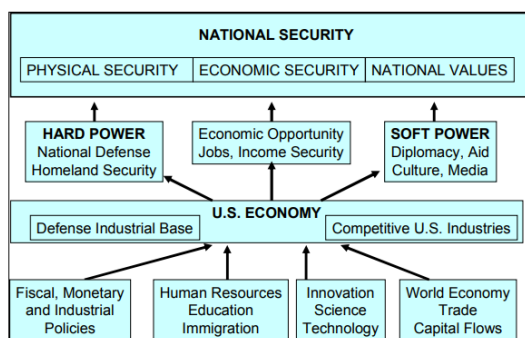 NATIONAL SECURITY
PHYSICAL SECURITY
ECONOMIC SECURITY
NATIONAL VALUES
HARD POWER
National Defense
Homeland Security
Economic Opportunity
Jobs, Income Security
SOFT POWER
Diplomacy, Aid
Culture, Media
U.S. ECONOMY
Defense Industrial Base
Competitive U.S. Industries
Fiscal, Monetary
and Industrial
Policies
Human Resources
Education
Immigration
Innovation
Science
Technology
World Economy
Trade
Capital Flows